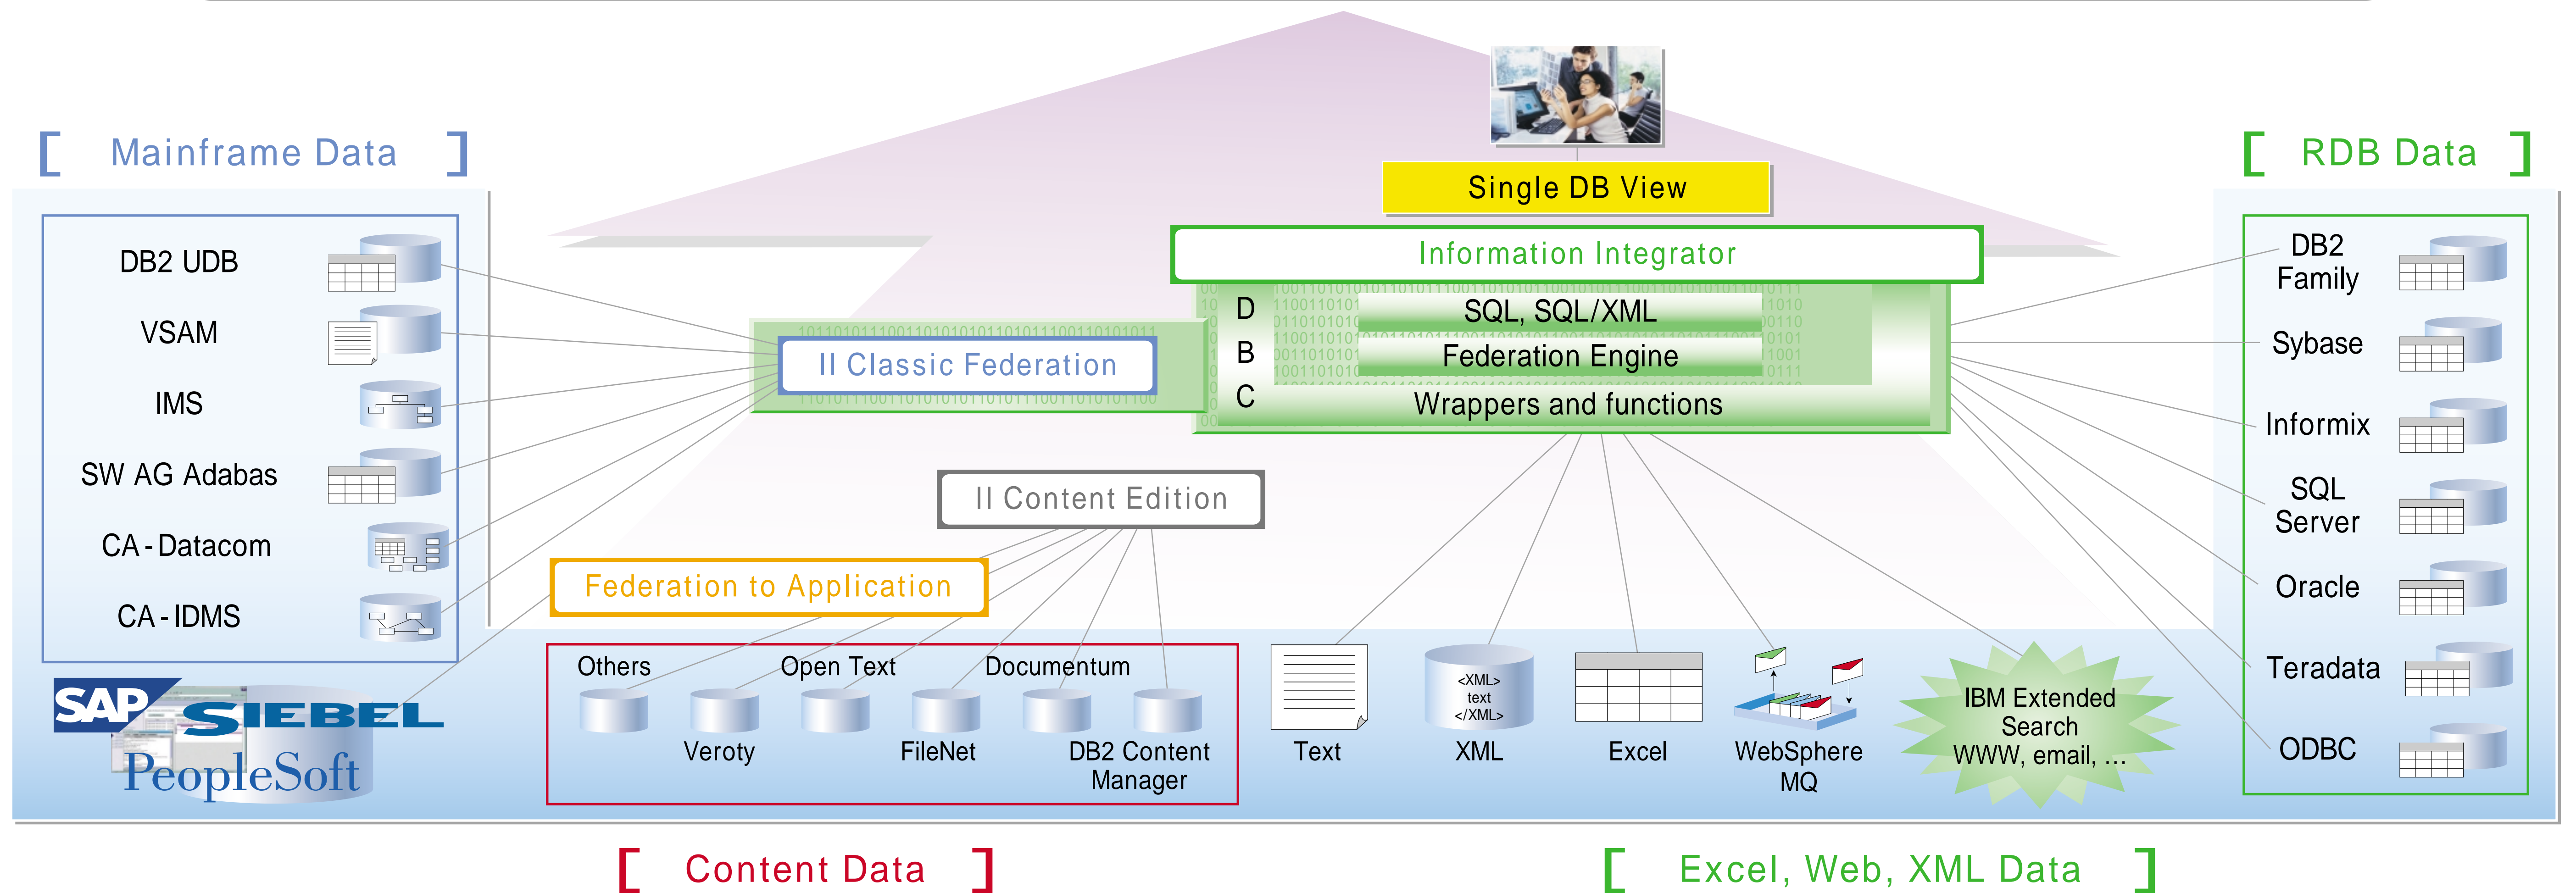 [ Mainframe Data ]
DB2 UDB
VSAM
IMS
SW AG Adabas
CA-Datacom
CA-IDMS
SAP
SIEBEL
PeopleSoft
Single DB View
Information Integrator
D
B
C
SQL, SQL/XML
Federation Engine
Wrappers and functions
II Classic Federation
II Content Edition
Federation to Application
Others
Open Text
Documentum
Veroty
FileNet
DB2 Content
Manager
[ Content Data ]
<XML>
text
</XML>
Text
XML
Excel
WebSphere
MQ
IBM Extended
Search
WWW, email, ...
[ Excel, Web, XML Data ]
[ RDB Data ]
DB2
Family
Sybase
Informix
SQL
Server
Oracle
Teradata
ODBC